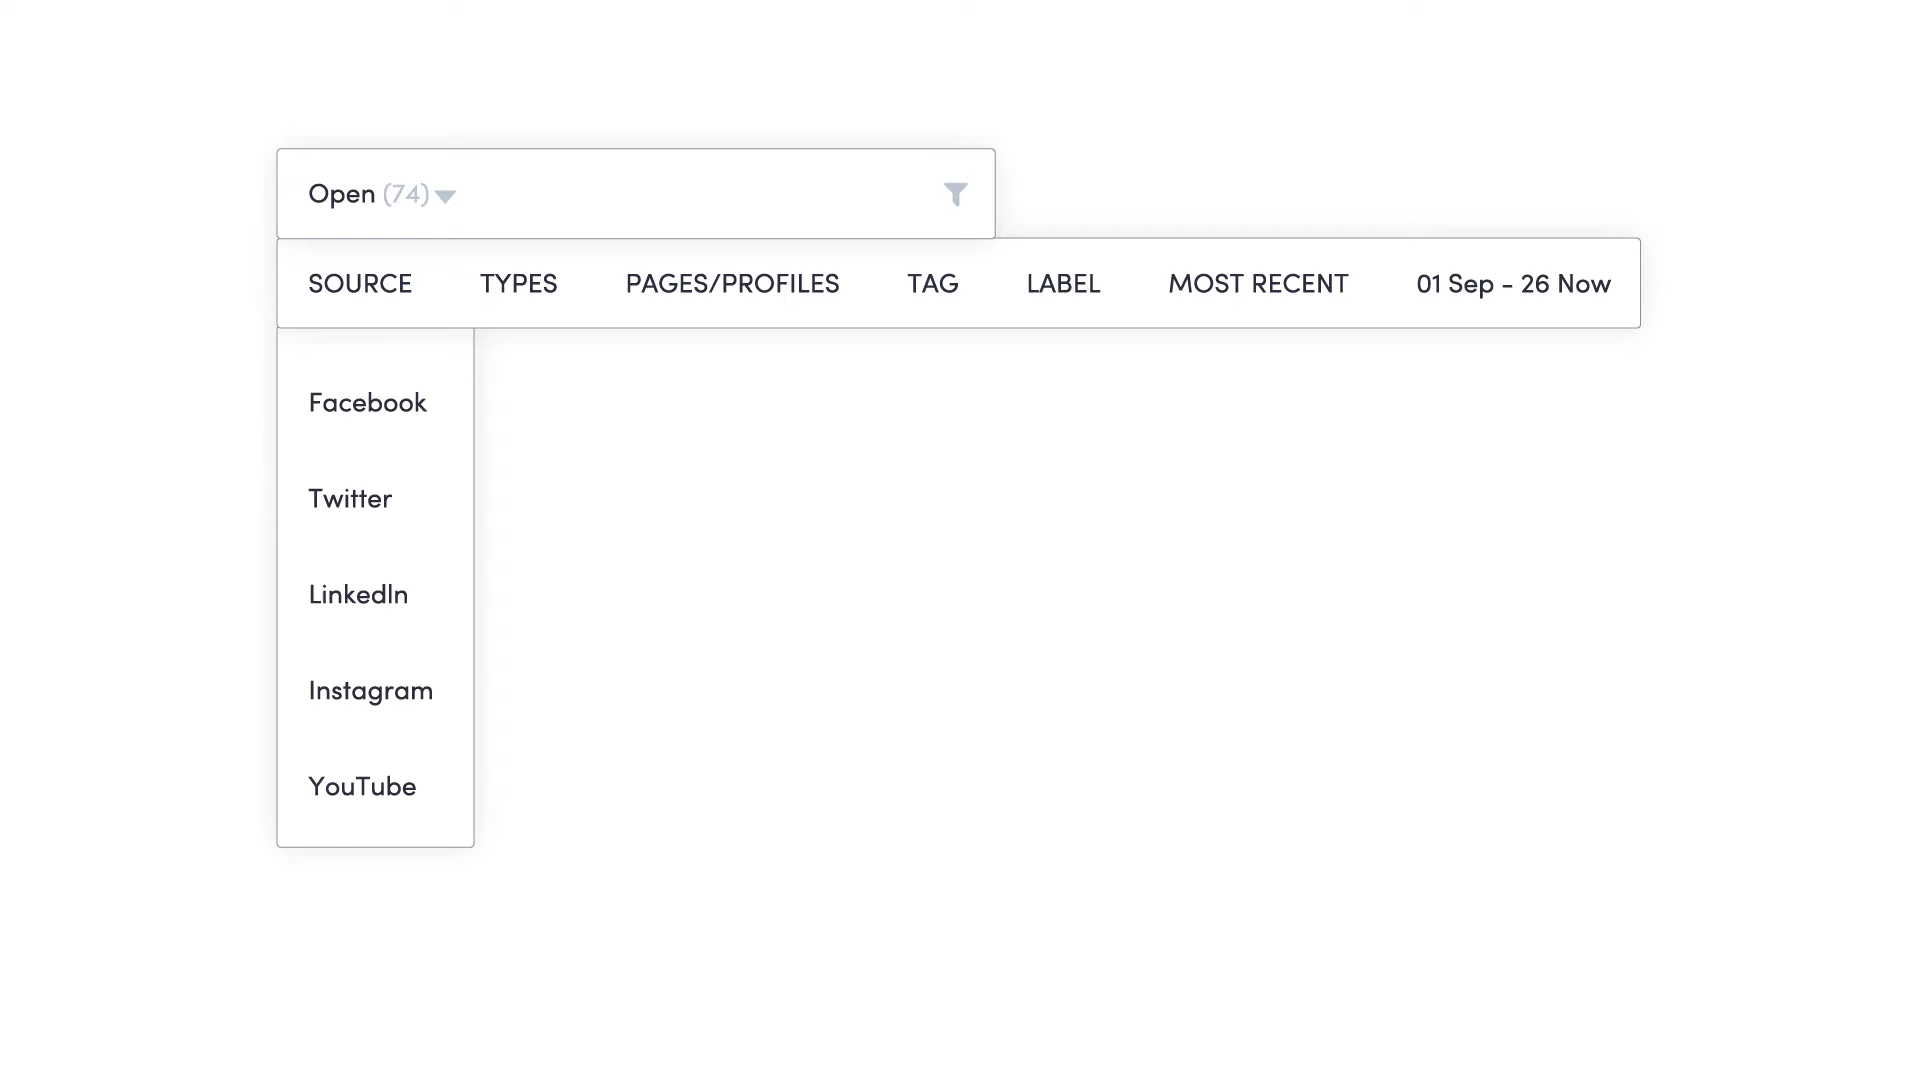 Open (74)
SOURCE TYPES PAGES/PROFILES TAG LABEL MOST RECENT 01 Sep - 26 Now
Facebook
Twitter
LinkedIn
Instagram
YouTube